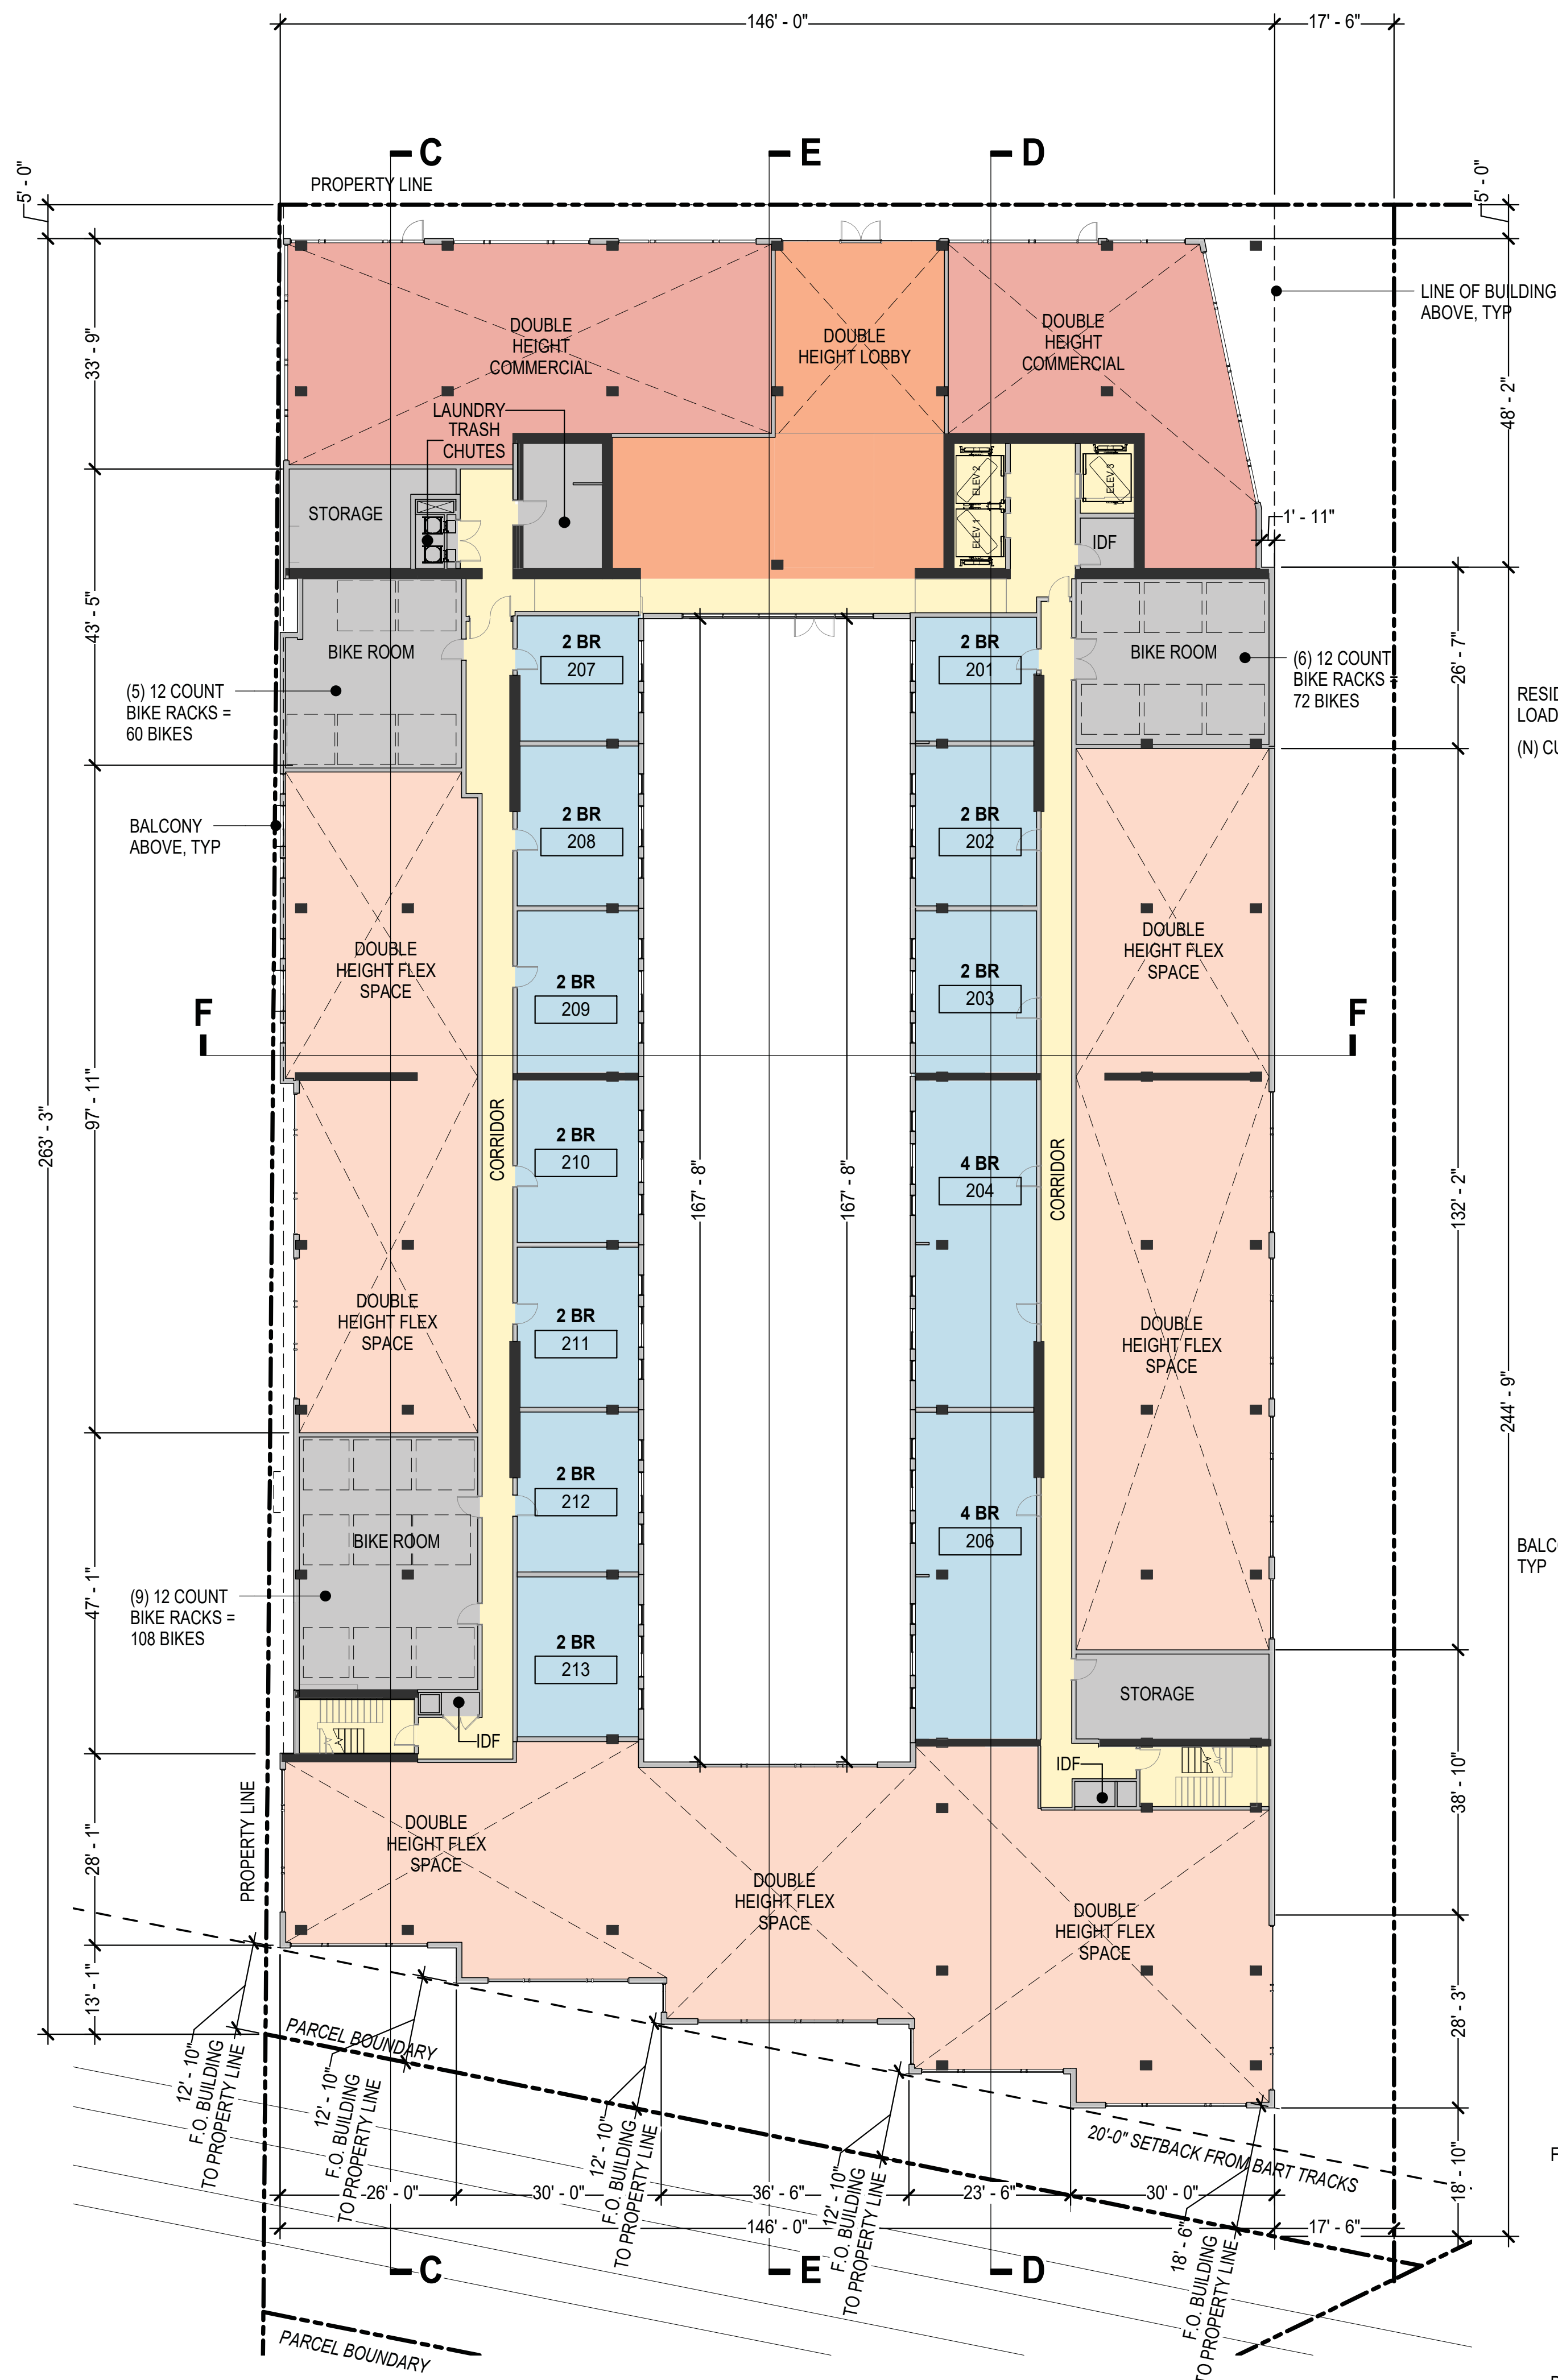 146' - 0"
17' - 6"
5' - 0"
5' - 0"
C
E
D
PROPERTY LINE
LINE OF BUILDING
ABOVE, TYP
DOUBLE
HEIGHT
COMMERCIAL
DOUBLE
HEIGHT LOBBY
DOUBLE
HEIGHT
COMMERCIAL
33' - 9"
48' - 2"
LAUNDRY
TRASH
CHUTES
ELEV 2
ELEV 3
ELEV 1
STORAGE
IDF
1' - 11"
43' - 5"
26' - 7"
BIKE ROOM
2 BR
207
2 BR
201
BIKE ROOM
(5) 12 COUNT
BIKE RACKS =
60 BIKES
(6) 12 COUNT
BIKE RACKS =
72 BIKES
RESID
LOAD
(N) CU
BALCONY
ABOVE, TYP
2 BR
208
2 BR
202
DOUBLE
HEIGHT FLEX
SPACE
2 BR
209
2 BR
203
DOUBLE
HEIGHT FLEX
SPACE
F
F
263' - 3"
97' - 11"
CORRIDOR
2 BR
210
167' - 8"
167' - 8"
4 BR
204
CORRIDOR
132' - 2"
244' - 9"
DOUBLE
HEIGHT FLEX
SPACE
2 BR
211
DOUBLE
HEIGHT FLEX
SPACE
2 BR
212
4 BR
206
BIKE ROOM
BALCO
TYP
(9) 12 COUNT
BIKE RACKS =
108 BIKES
47' - 1"
2 BR
213
STORAGE
IDF
IDF
38' - 10"
PROPERTY LINE
28' - 1"
DOUBLE
HEIGHT FLEX
SPACE
DOUBLE
HEIGHT FLEX
SPACE
DOUBLE
HEIGHT FLEX
SPACE
13' - 1"
28' - 3"
PARCEL BOUNDARY
12' - 10"
F.O. BUILDING
TO PROPERTY LINE
12' - 10"
F.O. BUILDING
TO PROPERTY LINE
12' - 10"
F.O. BUILDING
TO PROPERTY LINE
12' - 10"
F.O. BUILDING
TO PROPERTY LINE
18' - 6"
F.O. BUILDING
TO PROPERTY LINE
20'-0" SETBACK FROM BART TRACKS
18' - 10"
F
26' - 0"
30' - 0"
36' - 6"
23' - 6"
30' - 0"
146' - 0"
17' - 6"
C
E
D
PARCEL BOUNDARY